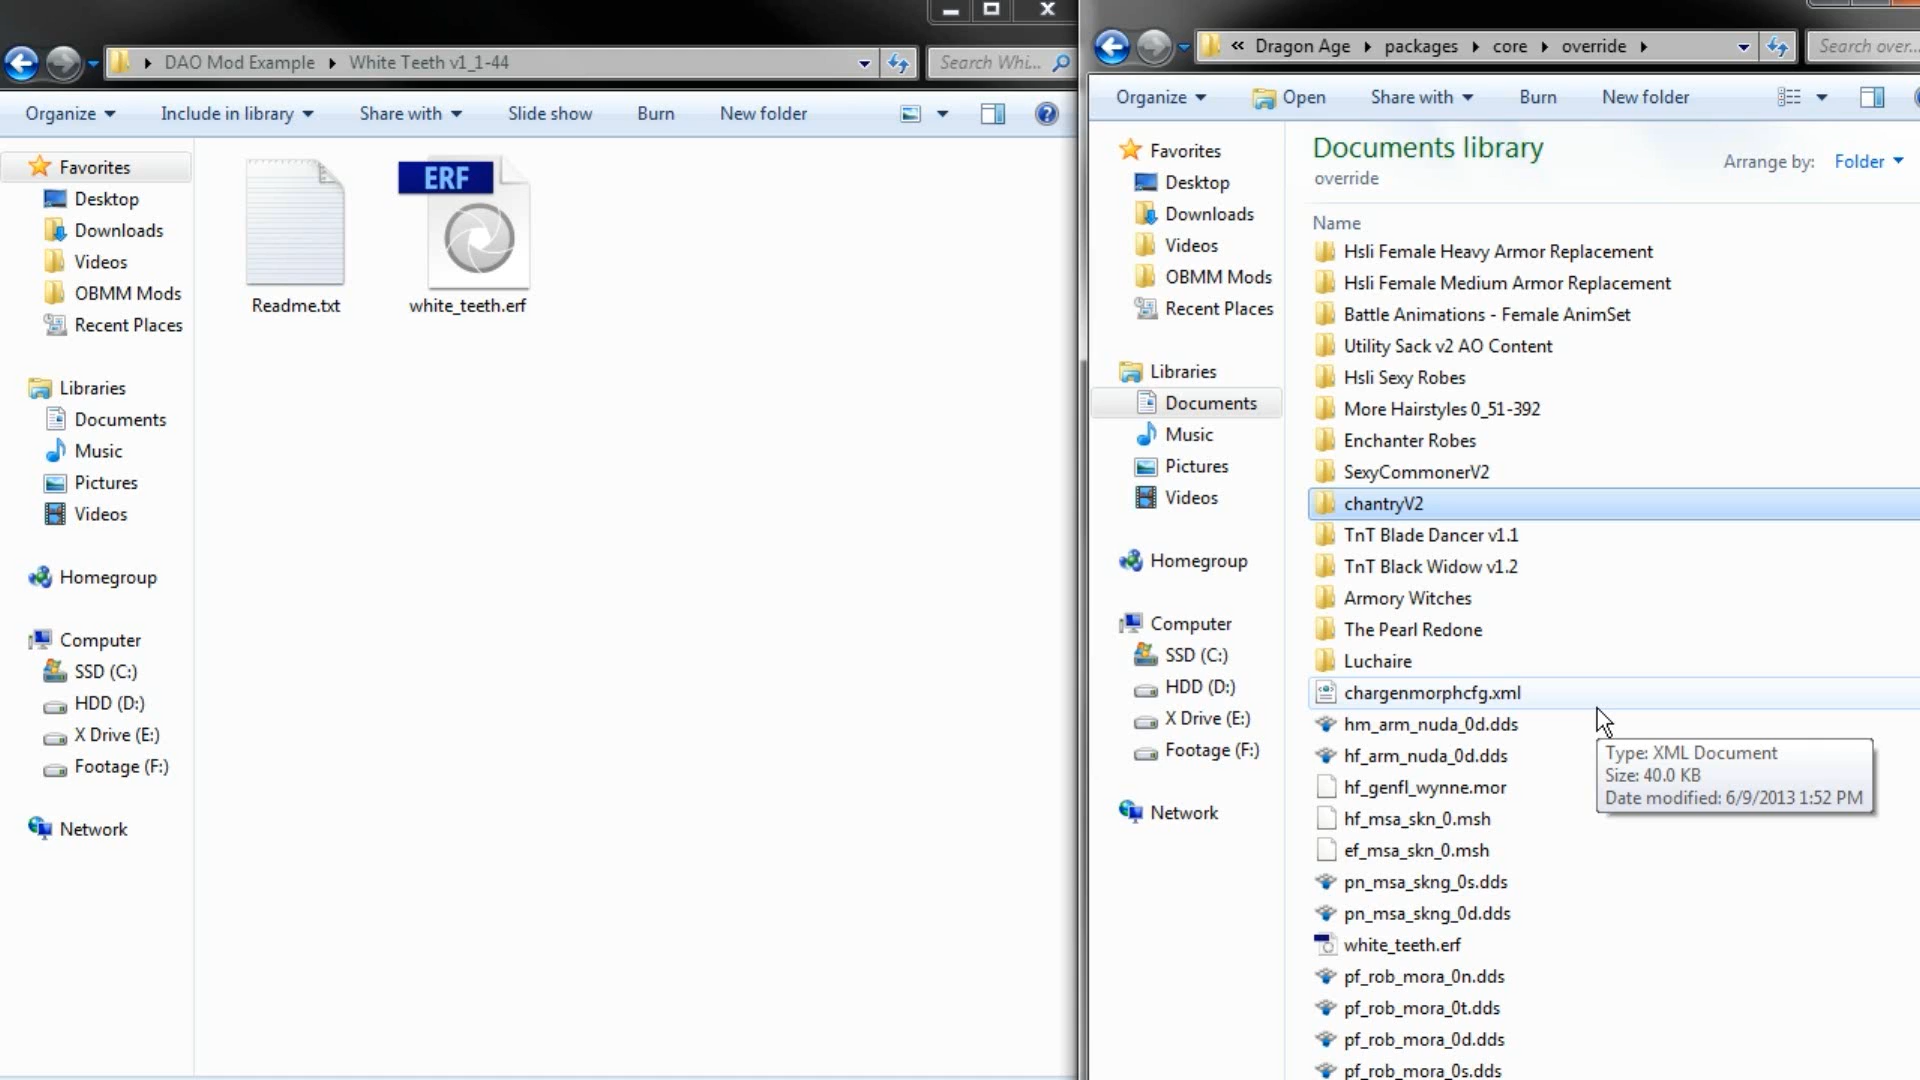 DAO Mod Example White Teeth v1_1-44
Search Whi...
Organize Include in library Share with Slide show Burn New folder
Favorites
Desktop
Downloads
Videos
OBMM Mods
Recent Places
Libraries
Documents
Music
Pictures
Videos
Homegroup
Computer
SSD (C:)
HDD (D:)
X Drive (E:)
Footage (F:)
Network
ERF
Readme.txt
white_teeth.erf
« Dragon Age packages core override
Search over...
Organize Open Share with Burn New folder
Favorites
Desktop
Downloads
Videos
OBMM Mods
Recent Places
Libraries
Documents
Music
Pictures
Videos
Homegroup
Computer
SSD (C:)
HDD (D:)
X Drive (E:)
Footage (F:)
Network
Documents library
override
Arrange by: Folder
Name
Hsli Female Heavy Armor Replacement
Hsli Female Medium Armor Replacement
Battle Animations - Female AnimSet
Utility Sack v2 AO Content
Hsli Sexy Robes
More Hairstyles 0_51-392
Enchanter Robes
SexyCommonerV2
chantryV2
TnT Blade Dancer v1.1
TnT Black Widow v1.2
Armory Witches
The Pearl Redone
Luchaire
chargenmorphcfg.xml
hm_arm_nuda_0d.dds
hf_arm_nuda_0d.dds
hf_genfl_wynne.mor
hf_msa_skn_0.msh
ef_msa_skn_0.msh
pn_msa_skng_0s.dds
pn_msa_skng_0d.dds
white_teeth.erf
pf_rob_mora_0n.dds
pf_rob_mora_0t.dds
pf_rob_mora_0d.dds
pf_rob_mora_0s.dds
Type: XML Document
Size: 40.0 KB
Date modified: 6/9/2013 1:52 PM